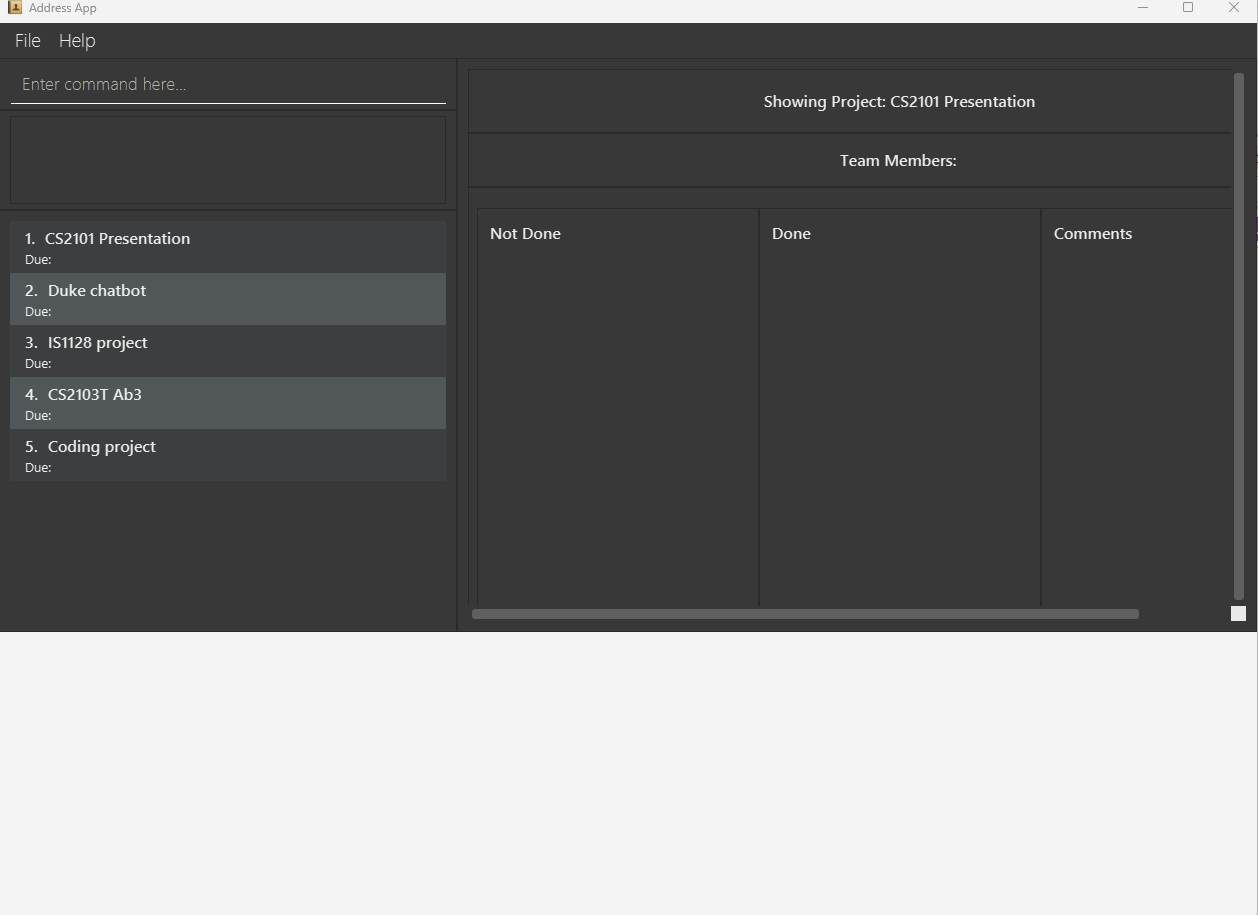 Address App
File Help
Enter command here...
1. CS2101 Presentation
Due:
2. Duke chatbot
Due:
3. IS1128 project
Due:
4. CS2103T Ab3
Due:
5. Coding project
Due:
Showing Project: CS2101 Presentation
Team Members:
Not Done
Done
Comments